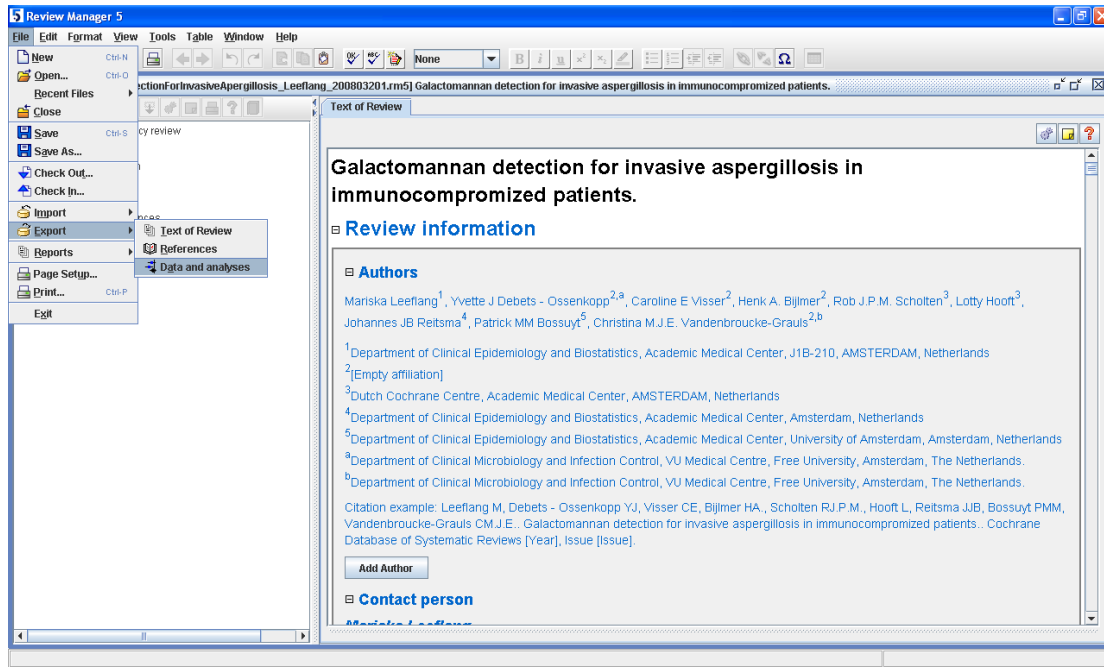 5 Review Manager 5
File Edit Format View Tools Table Window Help
New Ctrl-N
Open... Ctrl-O
Recent Files
Close
Save Ctrl-S
Save As...
Check Out...
Check In...
Import
Export
Reports
Page Setup...
Print... Ctrl-P
Exit
Text of Review
References
Data and analyses
None
B i u x² x₂
Ω
ctionForInvasiveApergillosis_Leeflang_200803201.rm5] Galactomannan detection for invasive aspergillosis in immunocompromized patients.
cy review
nces
Text of Review
Galactomannan detection for invasive aspergillosis in
immunocompromized patients.
Review information
Authors
Mariska Leeflang1, Yvette J Debets - Ossenkopp2,a, Caroline E Visser2, Henk A. Bijlmer2, Rob J.P.M. Scholten3, Lotty Hooft3,
Johannes JB Reitsma4, Patrick MM Bossuyt5, Christina M.J.E. Vandenbroucke-Grauls2,b
1Department of Clinical Epidemiology and Biostatistics, Academic Medical Center, J1B-210, AMSTERDAM, Netherlands
2[Empty affiliation]
3Dutch Cochrane Centre, Academic Medical Center, AMSTERDAM, Netherlands
4Department of Clinical Epidemiology and Biostatistics, Academic Medical Center, Amsterdam, Netherlands
5Department of Clinical Epidemiology and Biostatistics, Academic Medical Center, University of Amsterdam, Amsterdam, Netherlands
aDepartment of Clinical Microbiology and Infection Control, VU Medical Centre, Free University, Amsterdam, The Netherlands.
bDepartment of Clinical Microbiology and Infection Control, VU Medical Centre, Free University, Amsterdam, The Netherlands.
Citation example: Leeflang M, Debets - Ossenkopp YJ, Visser CE, Bijlmer HA., Scholten RJ.P.M., Hooft L, Reitsma JJB, Bossuyt PMM,
Vandenbroucke-Grauls CM.J.E.. Galactomannan detection for invasive aspergillosis in immunocompromized patients.. Cochrane
Database of Systematic Reviews [Year], Issue [Issue].
Add Author
Contact person
Mariska Leeflang